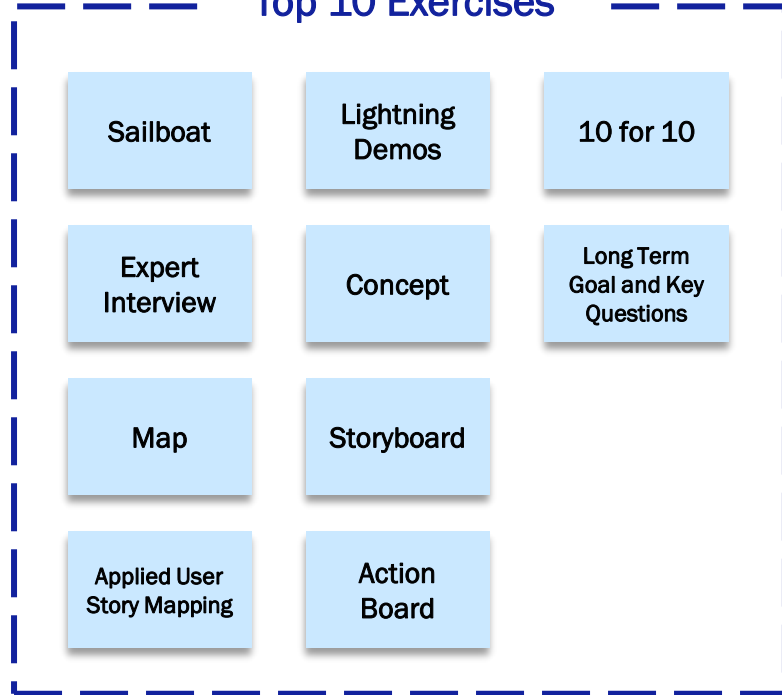 Top 10 Exercises
Sailboat
Lightning
Demos
10 for 10
Expert
Interview
Concept
Long Term
Goal and Key
Questions
Map
Storyboard
Applied User
Story Mapping
Action
Board